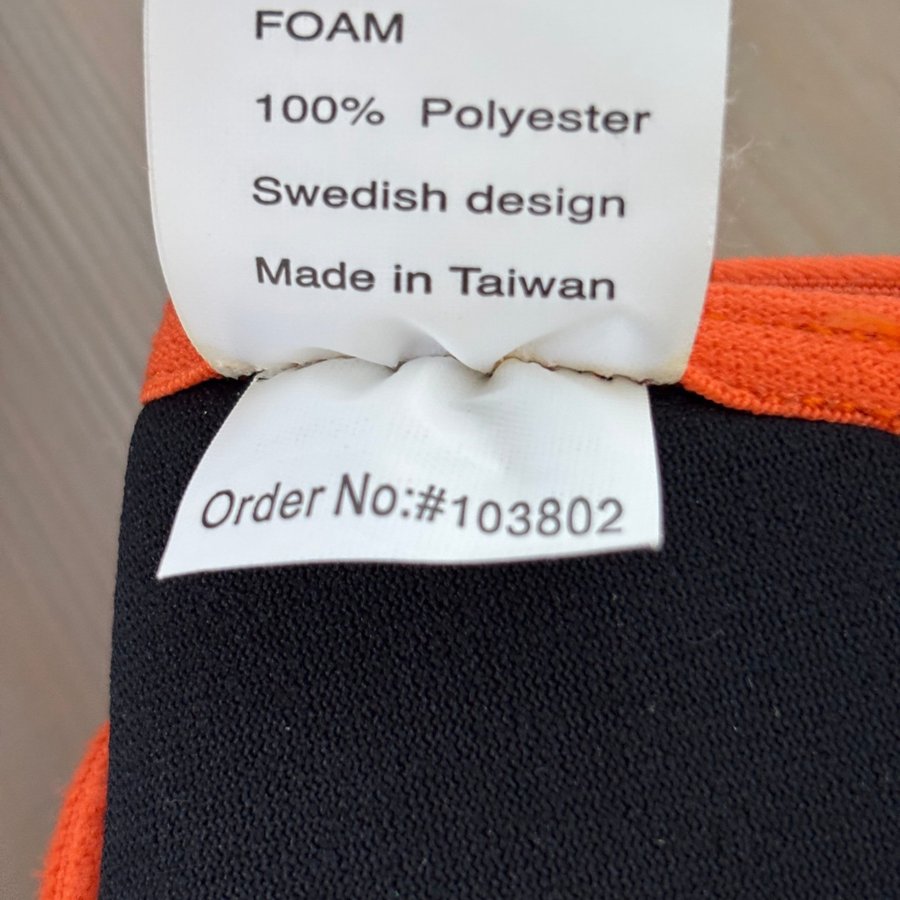 FOAM
100% Polyester
Swedish design
Made in Taiwan
Order No:#103802